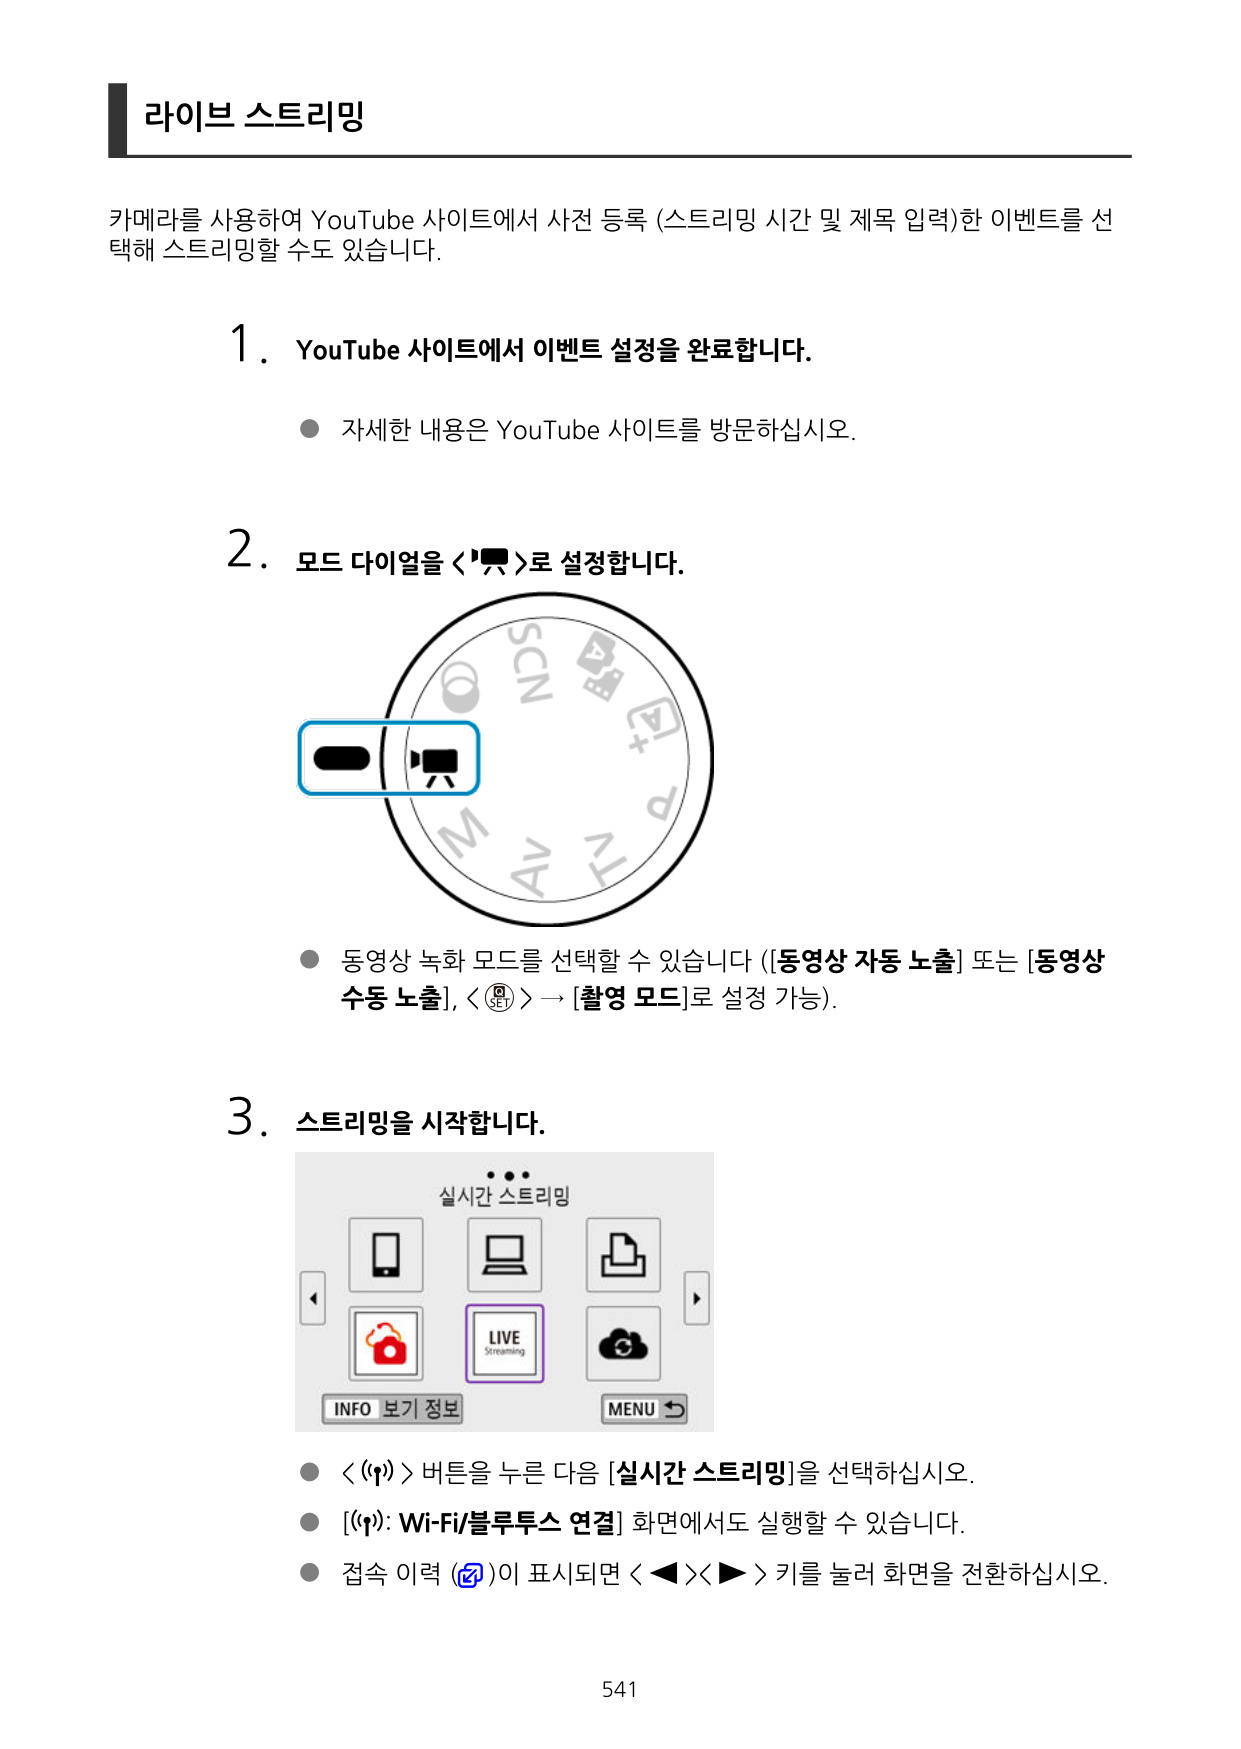 라이브 스트리밍
카메라를 사용하여 YouTube 사이트에서 사전 등록 (스트리밍 시간 및 제목 입력)한 이벤트를 선
택해 스트리밍할 수도 있습니다.
1. YouTube 사이트에서 이벤트 설정을 완료합니다.
● 자세한 내용은 YouTube 사이트를 방문하십시오.
2. 모드 다이얼을 < >로 설정합니다.
SCN
A
A+
P
Tv
Av
M
● 동영상 녹화 모드를 선택할 수 있습니다 ([동영상 자동 노출] 또는 [동영상
수동 노출], < Q SET > → [촬영 모드]로 설정 가능).
3. 스트리밍을 시작합니다.
실시간 스트리밍
LIVE
Streaming
INFO 보기 정보
MENU
● < > 버튼을 누른 다음 [실시간 스트리밍]을 선택하십시오.
● [ : Wi-Fi/블루투스 연결] 화면에서도 실행할 수 있습니다.
● 접속 이력 ( )이 표시되면 < ◀ >< ▶ > 키를 눌러 화면을 전환하십시오.
541